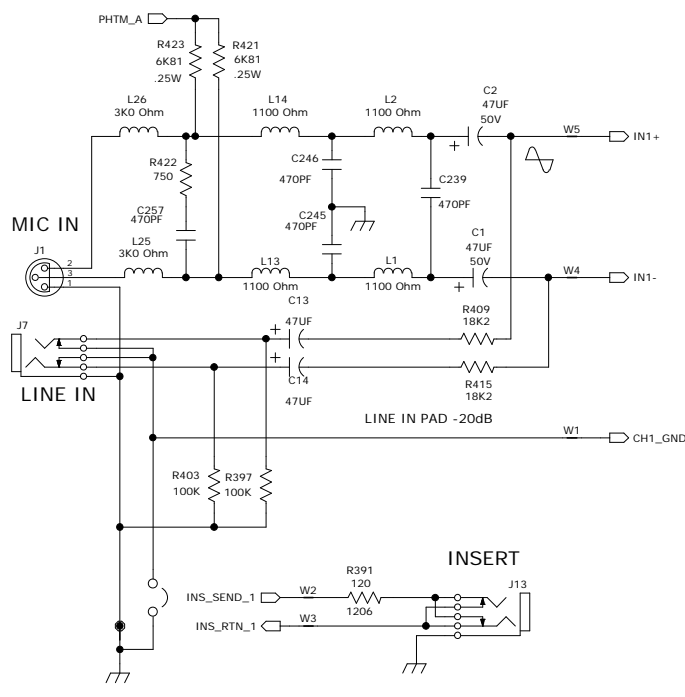 PHTM_A
R423
6K81
.25W
R421
6K81
.25W
L26
3K0 Ohm
L14
1100 Ohm
L2
1100 Ohm
C2
47UF
50V
+
W5
IN1+
R422
750
C246
470PF
C239
470PF
C257
470PF
C245
470PF
MIC IN
J1
2
3
1
L25
3K0 Ohm
L13
1100 Ohm
L1
1100 Ohm
C1
47UF
50V
+
W4
IN1-
J7
C13
47UF
+
R409
18K2
+
C14
47UF
R415
18K2
LINE IN
LINE IN PAD -20dB
W1
CH1_GND
R403
100K
R397
100K
INSERT
R391
120
1206
J13
INS_SEND_1
W2
INS_RTN_1
W3